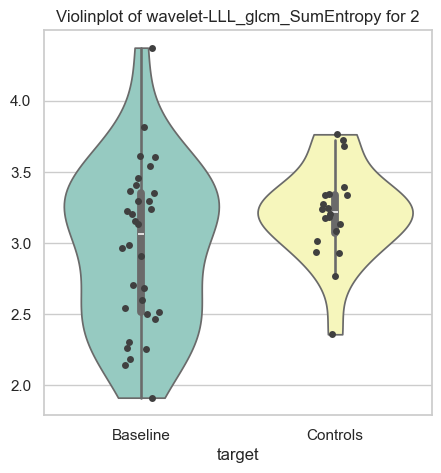 Violinplot of wavelet-LLL_glcm_SumEntropy for 2
4.0
3.5
3.0
2.5
2.0
Baseline Controls
target